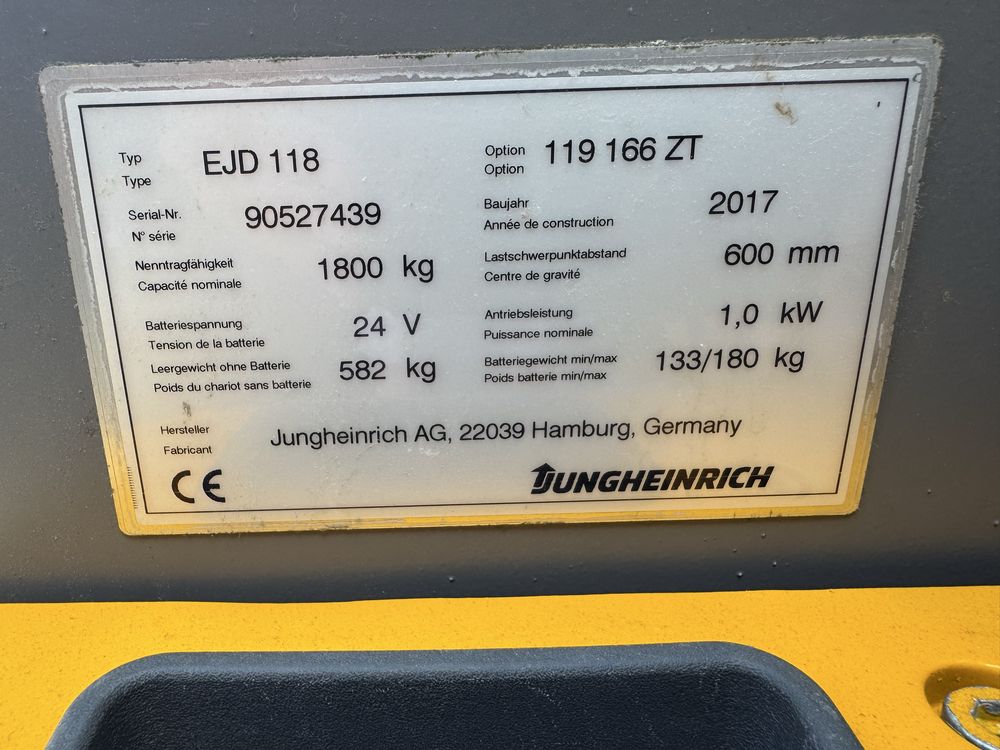 Typ EJD 118 Option 119 166 ZT
Type Option
Serial-Nr. 90527439 Baujahr 2017
N° série Année de construction
Nenntragfähigkeit 1800 kg Lastschwerpunktabstand 600 mm
Capacité nominale Centre de gravité
Batteriespannung 24 V Antriebsleistung 1,0 kW
Tension de la batterie Puissance nominale
Leergewicht ohne Batterie 582 kg Batteriegewicht min/max 133/180 kg
Poids du chariot sans batterie Poids batterie min/max
Hersteller Jungheinrich AG, 22039 Hamburg, Germany
Fabricant
CE JUNGHEINRICH